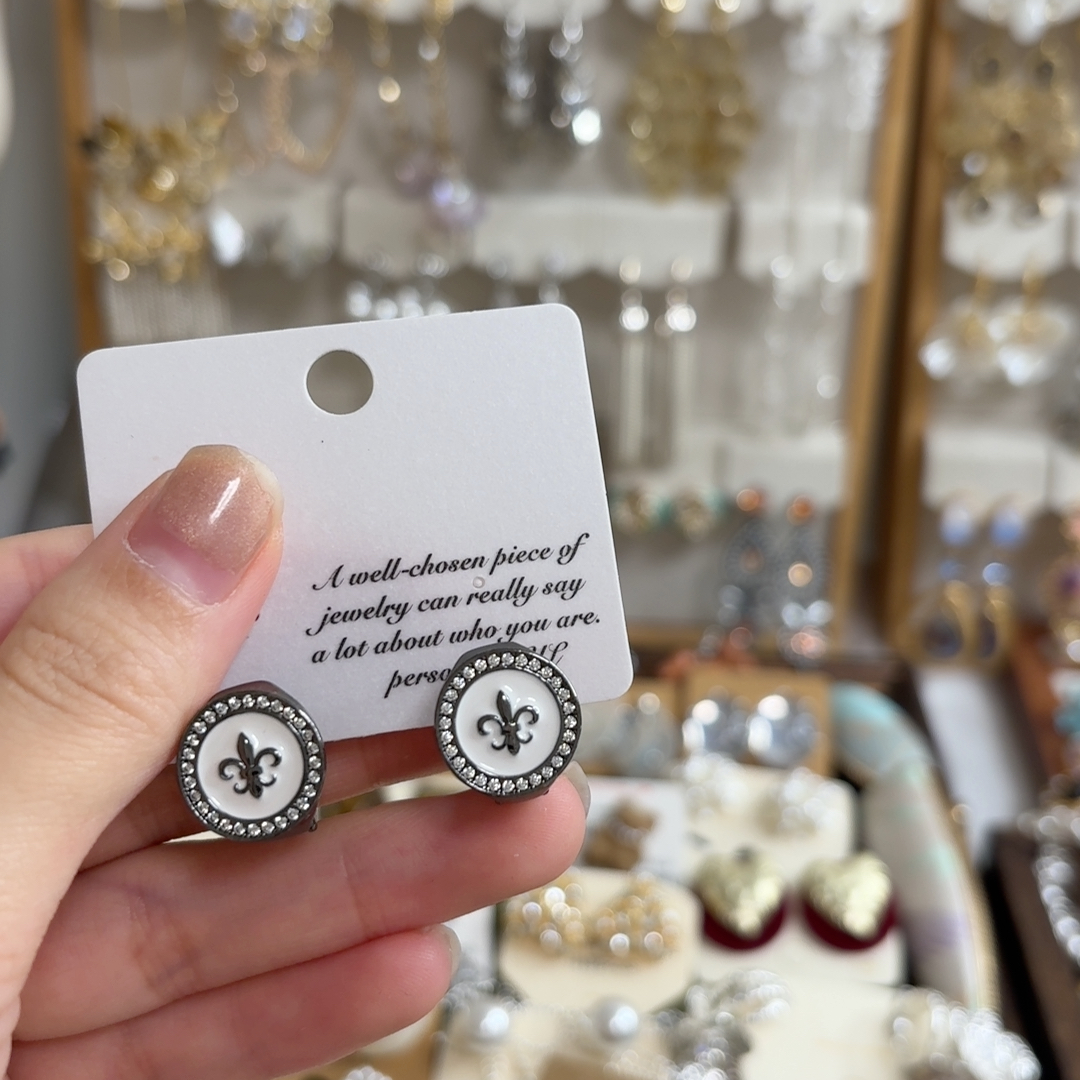 A well-chosen piece of
jewelry can really say
a lot about who you are.